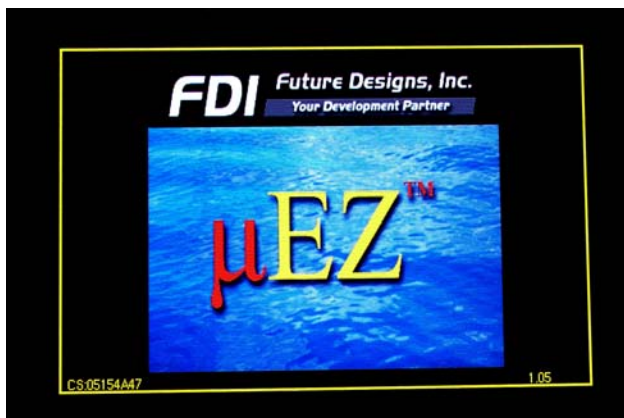 FDI Future Designs, Inc.
Your Development Partner
µEZ™
CS:05154A47
1.05